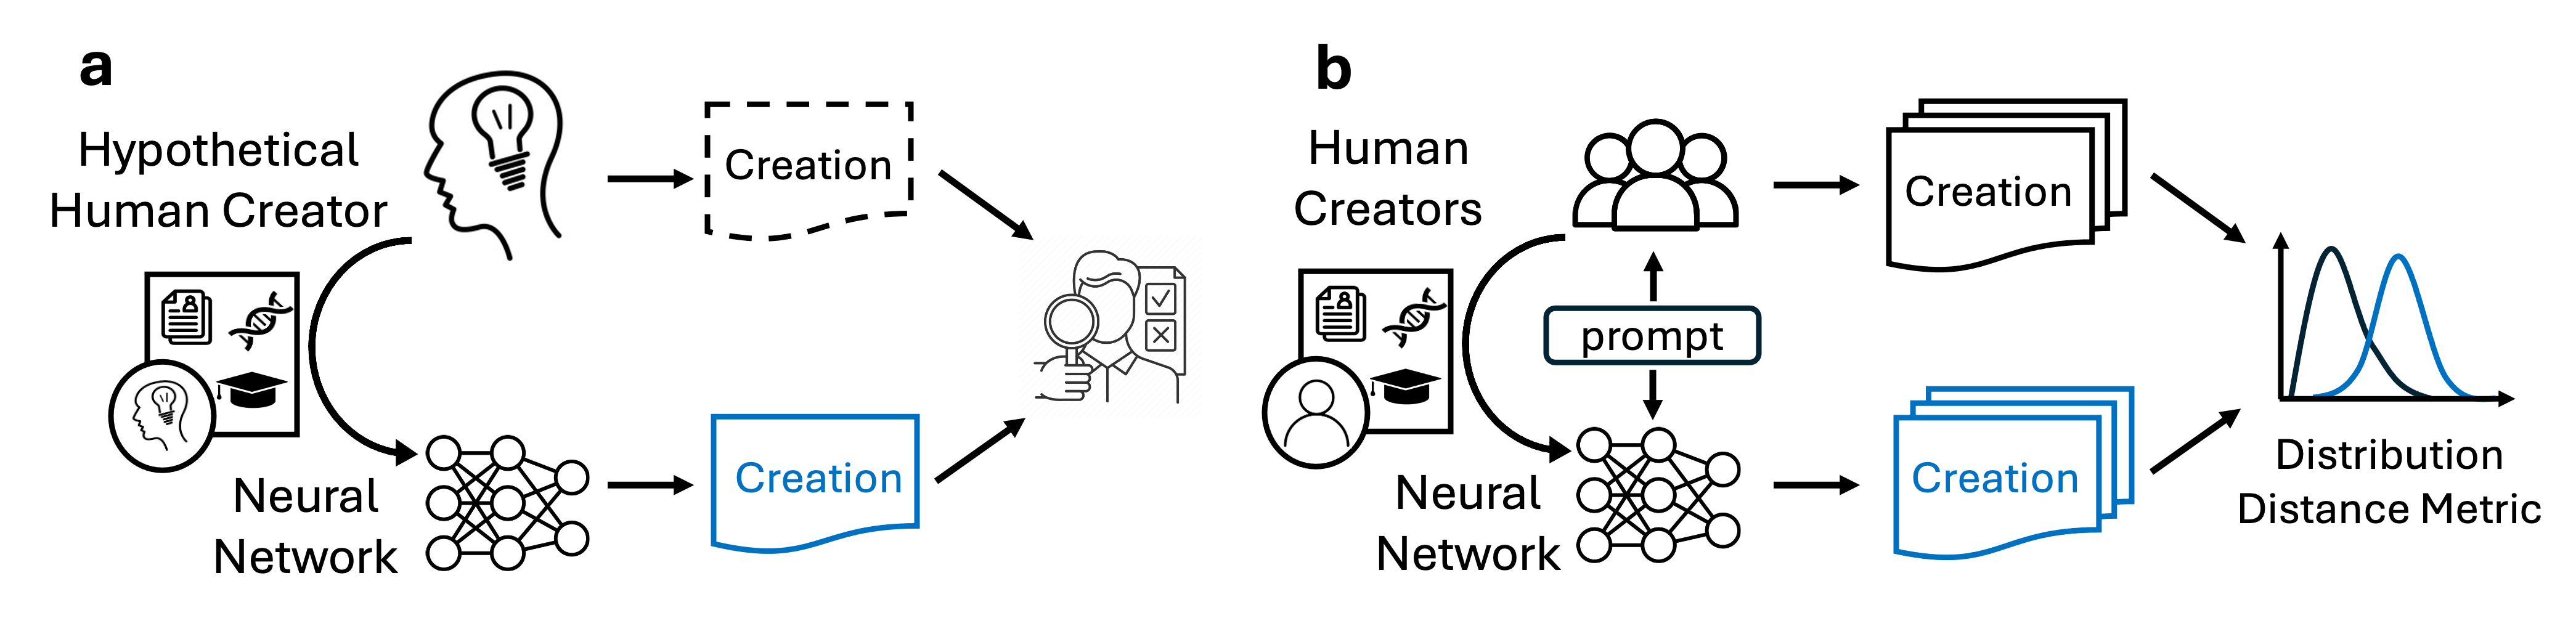 a
Hypothetical
Human Creator
Creation
Neural
Network
Creation
b
Human
Creators
Creation
prompt
Neural
Network
Creation
Distribution
Distance Metric